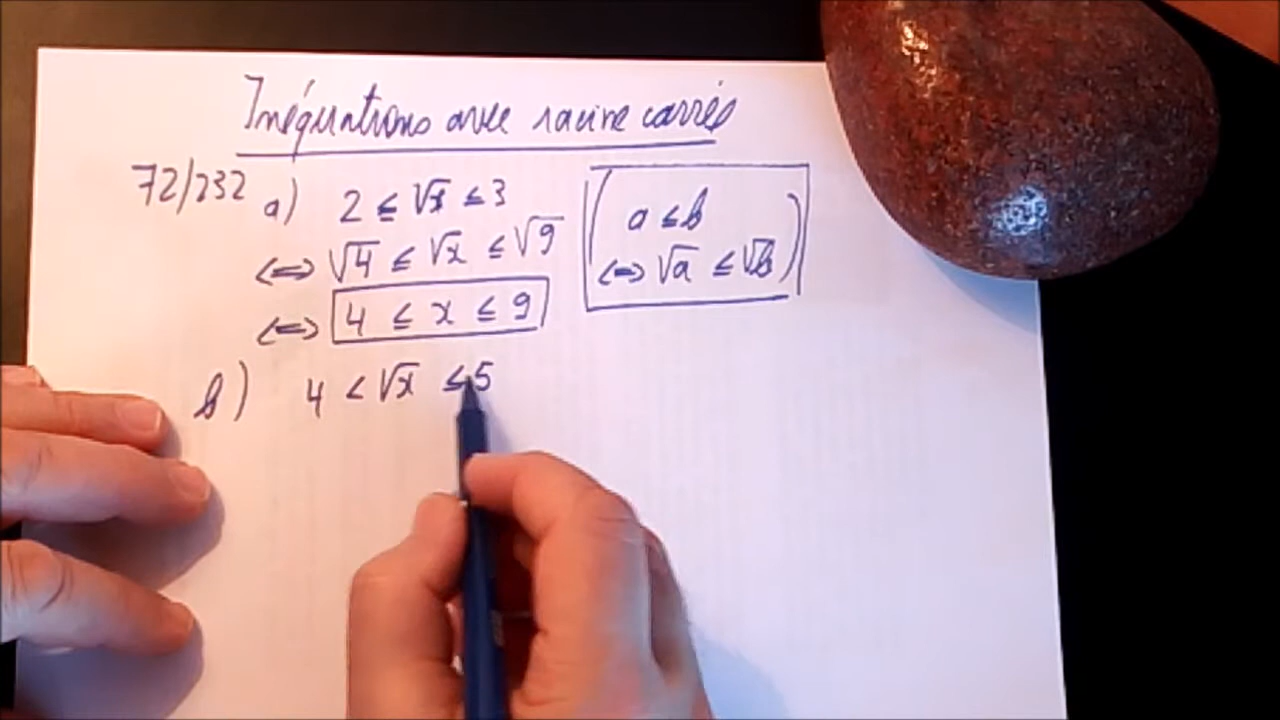 Inéquations avec racine carrés
72/232 a) 2 ≤ √x ≤ 3
⟺ √4 ≤ √x ≤ √9
⟺ 4 ≤ x ≤ 9
(a ≤ b
⟺ √a ≤ √b)
b) 4 < √x ≤ 5